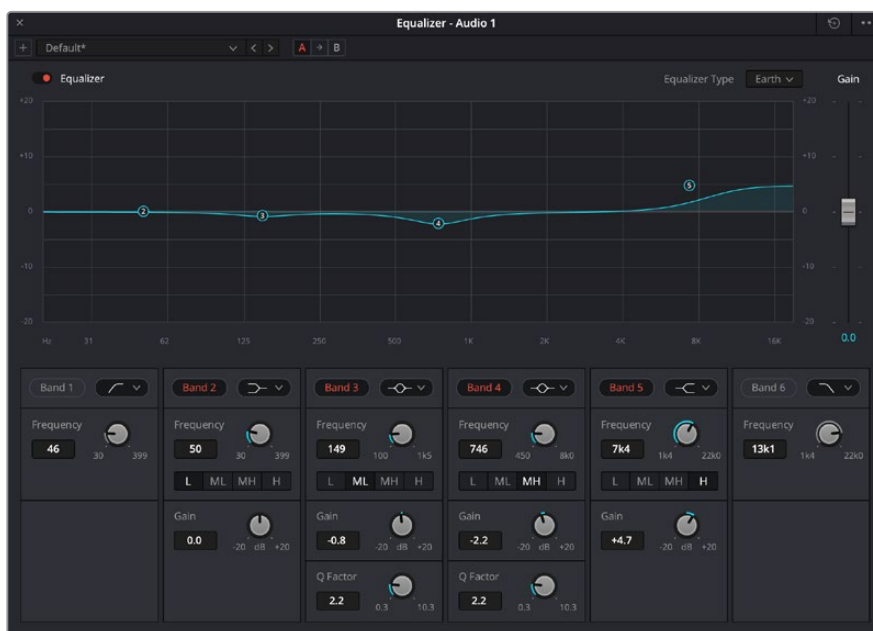 × Equalizer - Audio 1
+ Default* < > A B
Equalizer Equalizer Type Earth Gain
+20 +20
+10 +10
2 3 4 5
0 0
-10 -10
-20 -20
Hz 31 62 125 250 500 1K 2K 4K 8K 16K 0.0
Band 1 Band 2 Band 3 Band 4 Band 5 Band 6
Frequency Frequency Frequency Frequency Frequency Frequency
46 50 149 746 7k4 13k1
30 399 30 399 100 1k5 450 8k0 1k4 22k0 1k4 22k0
L ML MH H L ML MH H L ML MH H L ML MH H
Gain Gain Gain Gain
0.0 -0.8 -2.2 +4.7
-20 dB +20 -20 dB +20 -20 dB +20 -20 dB +20
Q Factor Q Factor
2.2 2.2
0.3 10.3 0.3 10.3